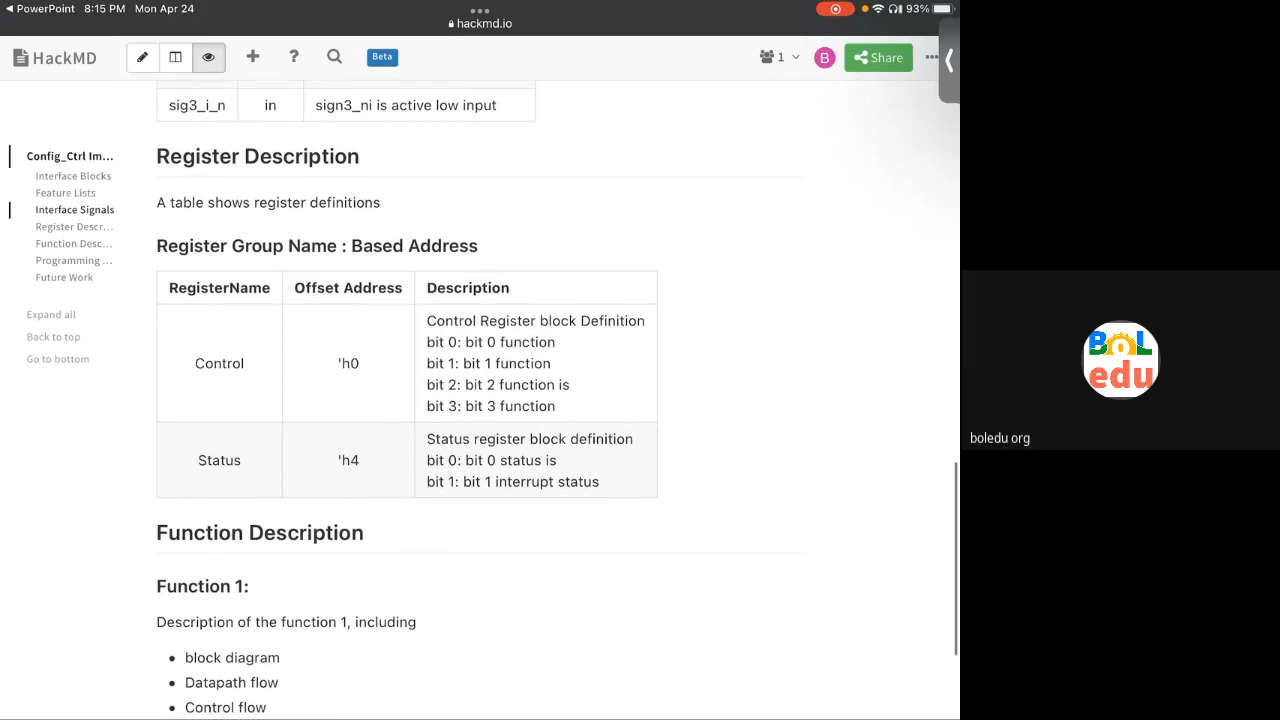 PowerPoint 8:15 PM Mon Apr 24
93%
hackmd.io
HackMD
Beta
1
B
Share
sig3_i_n in sign3_ni is active low input
Config_Ctrl Im...
Interface Blocks
Feature Lists
Interface Signals
Register Descr...
Function Desc...
Programming ...
Future Work
Expand all
Back to top
Go to bottom
Register Description
A table shows register definitions
Register Group Name : Based Address
RegisterName Offset Address Description
Control 'h0
Control Register block Definition
bit 0: bit 0 function
bit 1: bit 1 function
bit 2: bit 2 function is
bit 3: bit 3 function
Status 'h4
Status register block definition
bit 0: bit 0 status is
bit 1: bit 1 interrupt status
Function Description
Function 1:
Description of the function 1, including
• block diagram
• Datapath flow
• Control flow
BOL
edu
boledu org